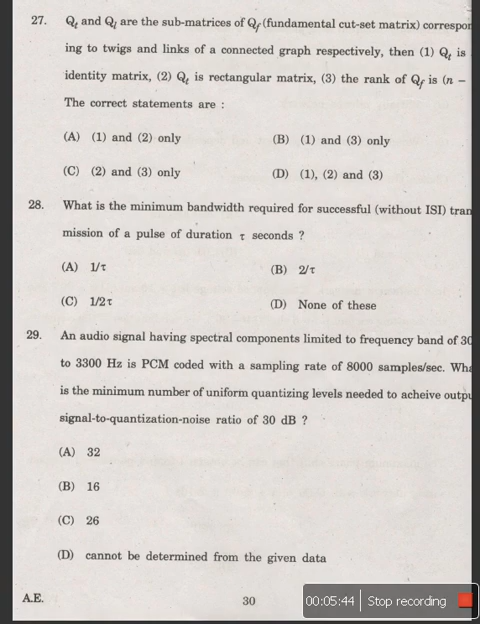 27. Qt and Ql are the sub-matrices of Qf (fundamental cut-set matrix) correspon
ing to twigs and links of a connected graph respectively, then (1) Qt is
identity matrix, (2) Qt is rectangular matrix, (3) the rank of Qf is (n –
The correct statements are :
(A) (1) and (2) only (B) (1) and (3) only
(C) (2) and (3) only (D) (1), (2) and (3)
28. What is the minimum bandwidth required for successful (without ISI) tran
mission of a pulse of duration τ seconds ?
(A) 1/τ (B) 2/τ
(C) 1/2τ (D) None of these
29. An audio signal having spectral components limited to frequency band of 30
to 3300 Hz is PCM coded with a sampling rate of 8000 samples/sec. Wha
is the minimum number of uniform quantizing levels needed to acheive outpu
signal-to-quantization-noise ratio of 30 dB ?
(A) 32
(B) 16
(C) 26
(D) cannot be determined from the given data
A.E. 30
00:05:44 Stop recording